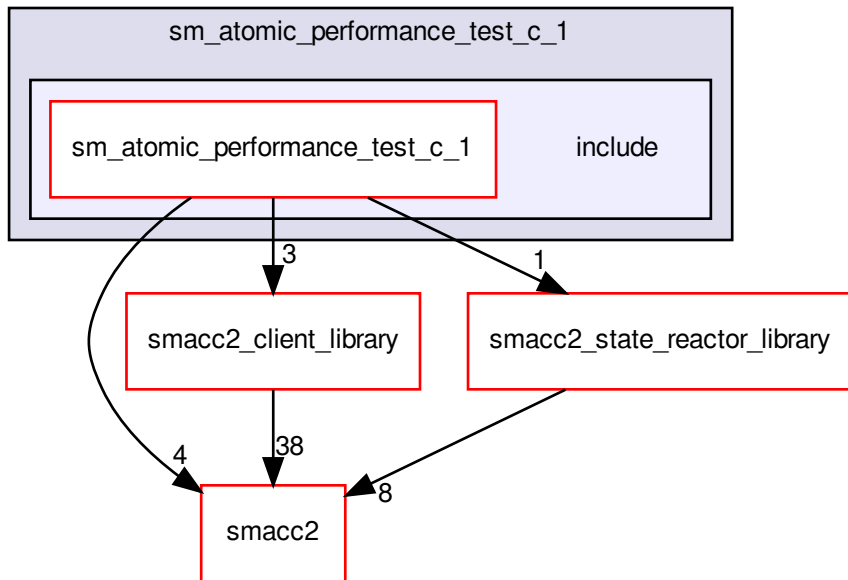 sm_atomic_performance_test_c_1
sm_atomic_performance_test_c_1
include
3
1
smacc2_client_library
smacc2_state_reactor_library
4
38
8
smacc2